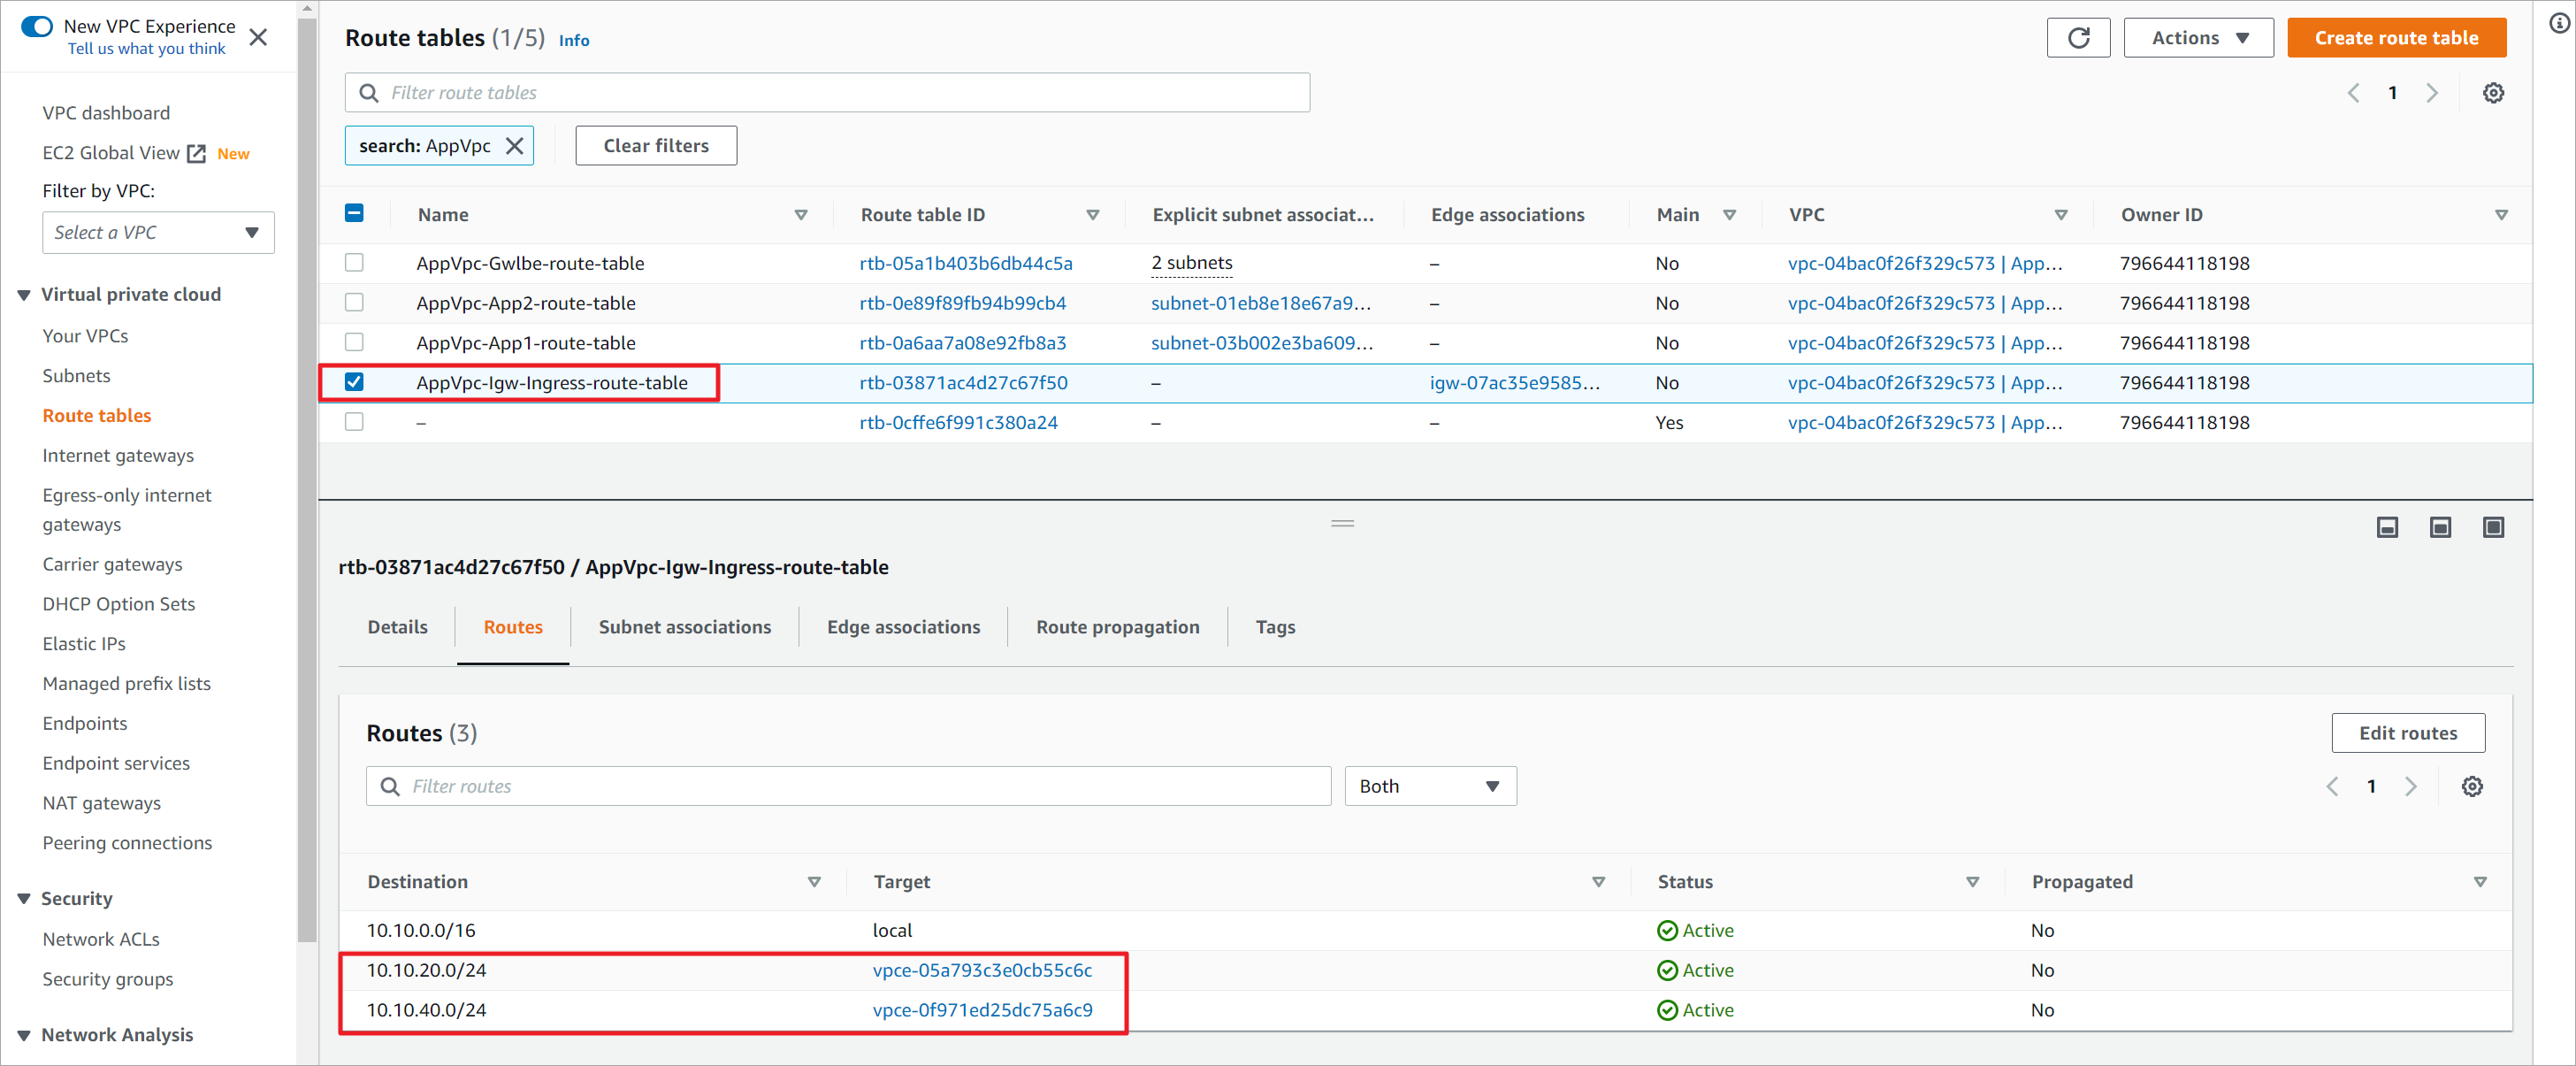 New VPC Experience
Tell us what you think
VPC dashboard
EC2 Global View New
Filter by VPC:
Select a VPC
Virtual private cloud
Your VPCs
Subnets
Route tables
Internet gateways
Egress-only internet
gateways
Carrier gateways
DHCP Option Sets
Elastic IPs
Managed prefix lists
Endpoints
Endpoint services
NAT gateways
Peering connections
Security
Network ACLs
Security groups
Network Analysis
Route tables (1/5) Info
Actions
Create route table
Filter route tables
1
search: AppVpc
Clear filters
Name Route table ID Explicit subnet associat... Edge associations Main VPC Owner ID
AppVpc-Gwlbe-route-table rtb-05a1b403b6db44c5a 2 subnets – No vpc-04bac0f26f329c573 | App... 796644118198
AppVpc-App2-route-table rtb-0e89f89fb94b99cb4 subnet-01eb8e18e67a9... – No vpc-04bac0f26f329c573 | App... 796644118198
AppVpc-App1-route-table rtb-0a6aa7a08e92fb8a3 subnet-03b002e3ba609... – No vpc-04bac0f26f329c573 | App... 796644118198
AppVpc-Igw-Ingress-route-table rtb-03871ac4d27c67f50 – igw-07ac35e9585... No vpc-04bac0f26f329c573 | App... 796644118198
– rtb-0cffe6f991c380a24 – – Yes vpc-04bac0f26f329c573 | App... 796644118198
rtb-03871ac4d27c67f50 / AppVpc-Igw-Ingress-route-table
Details Routes Subnet associations Edge associations Route propagation Tags
Routes (3)
Edit routes
Filter routes
Both
1
Destination Target Status Propagated
10.10.0.0/16 local Active No
10.10.20.0/24 vpce-05a793c3e0cb55c6c Active No
10.10.40.0/24 vpce-0f971ed25dc75a6c9 Active No